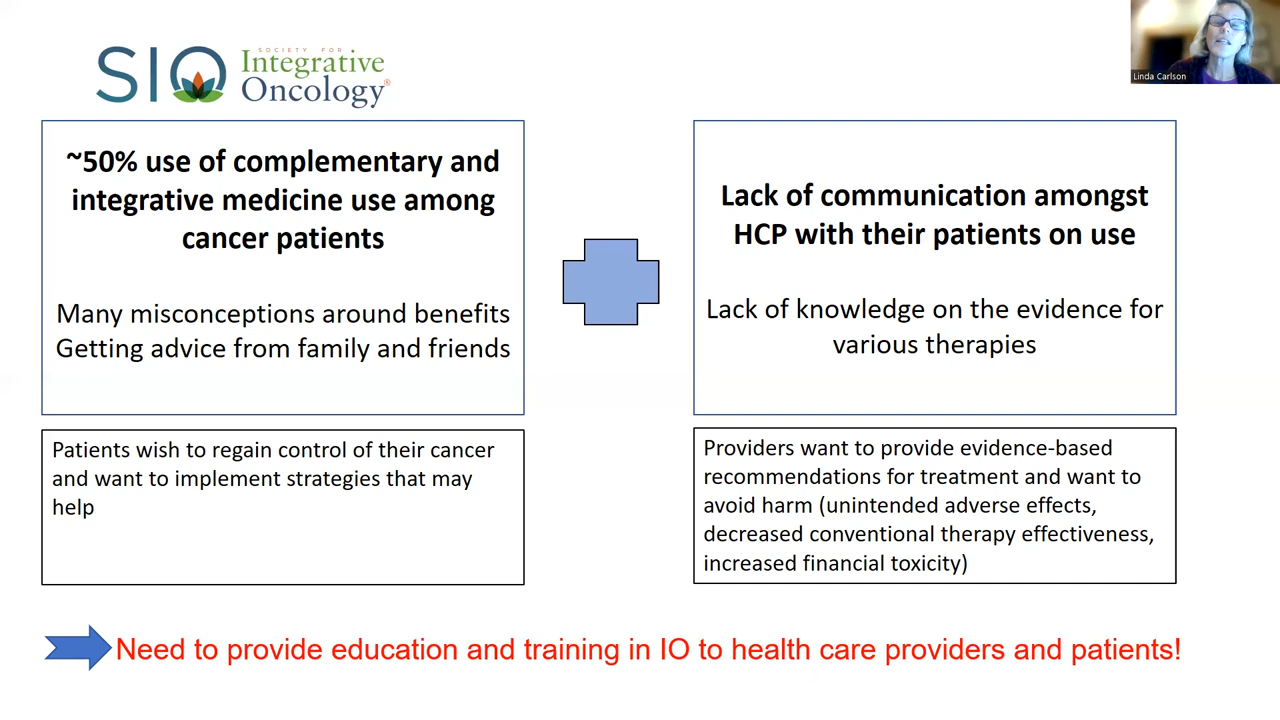 Linda Carlson
SIO
SOCIETY FOR
Integrative
Oncology®
~50% use of complementary and
integrative medicine use among
cancer patients
Many misconceptions around benefits
Getting advice from family and friends
Lack of communication amongst
HCP with their patients on use
Lack of knowledge on the evidence for
various therapies
Patients wish to regain control of their cancer
and want to implement strategies that may
help
Providers want to provide evidence-based
recommendations for treatment and want to
avoid harm (unintended adverse effects,
decreased conventional therapy effectiveness,
increased financial toxicity)
Need to provide education and training in IO to health care providers and patients!